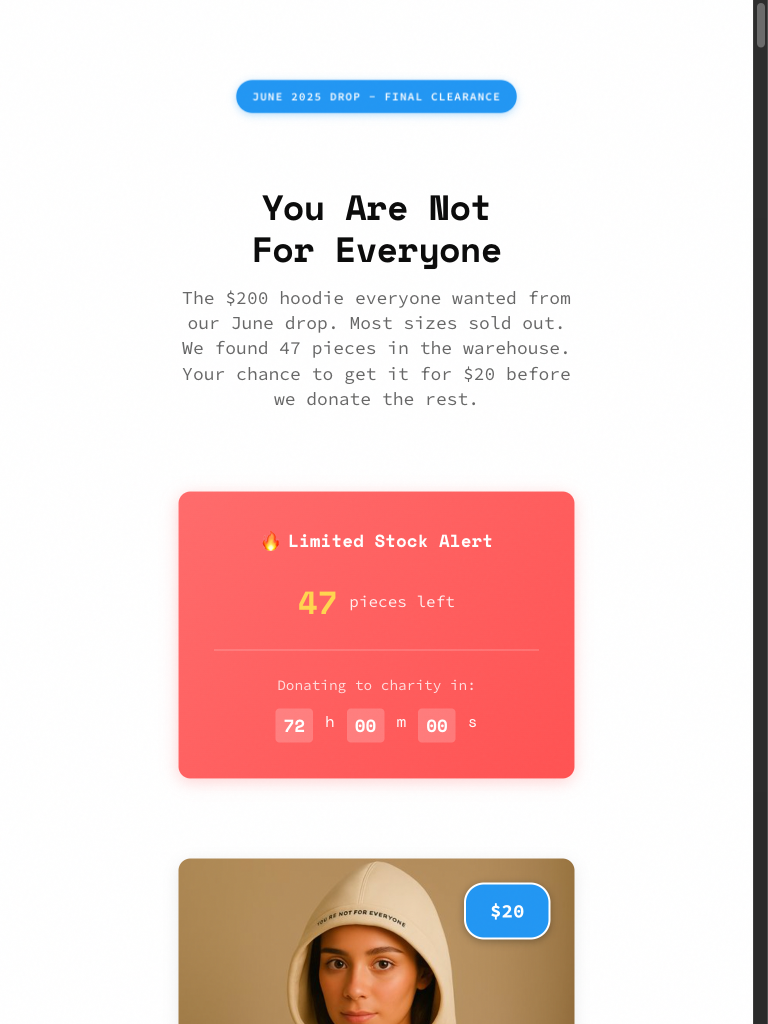 JUNE 2025 DROP – FINAL CLEARANCE
You Are Not
For Everyone
The $200 hoodie everyone wanted from
our June drop. Most sizes sold out.
We found 47 pieces in the warehouse.
Your chance to get it for $20 before
we donate the rest.
🔥 Limited Stock Alert
47 pieces left
Donating to charity in:
72 h 00 m 00 s
$20
YOU'RE NOT FOR EVERYONE